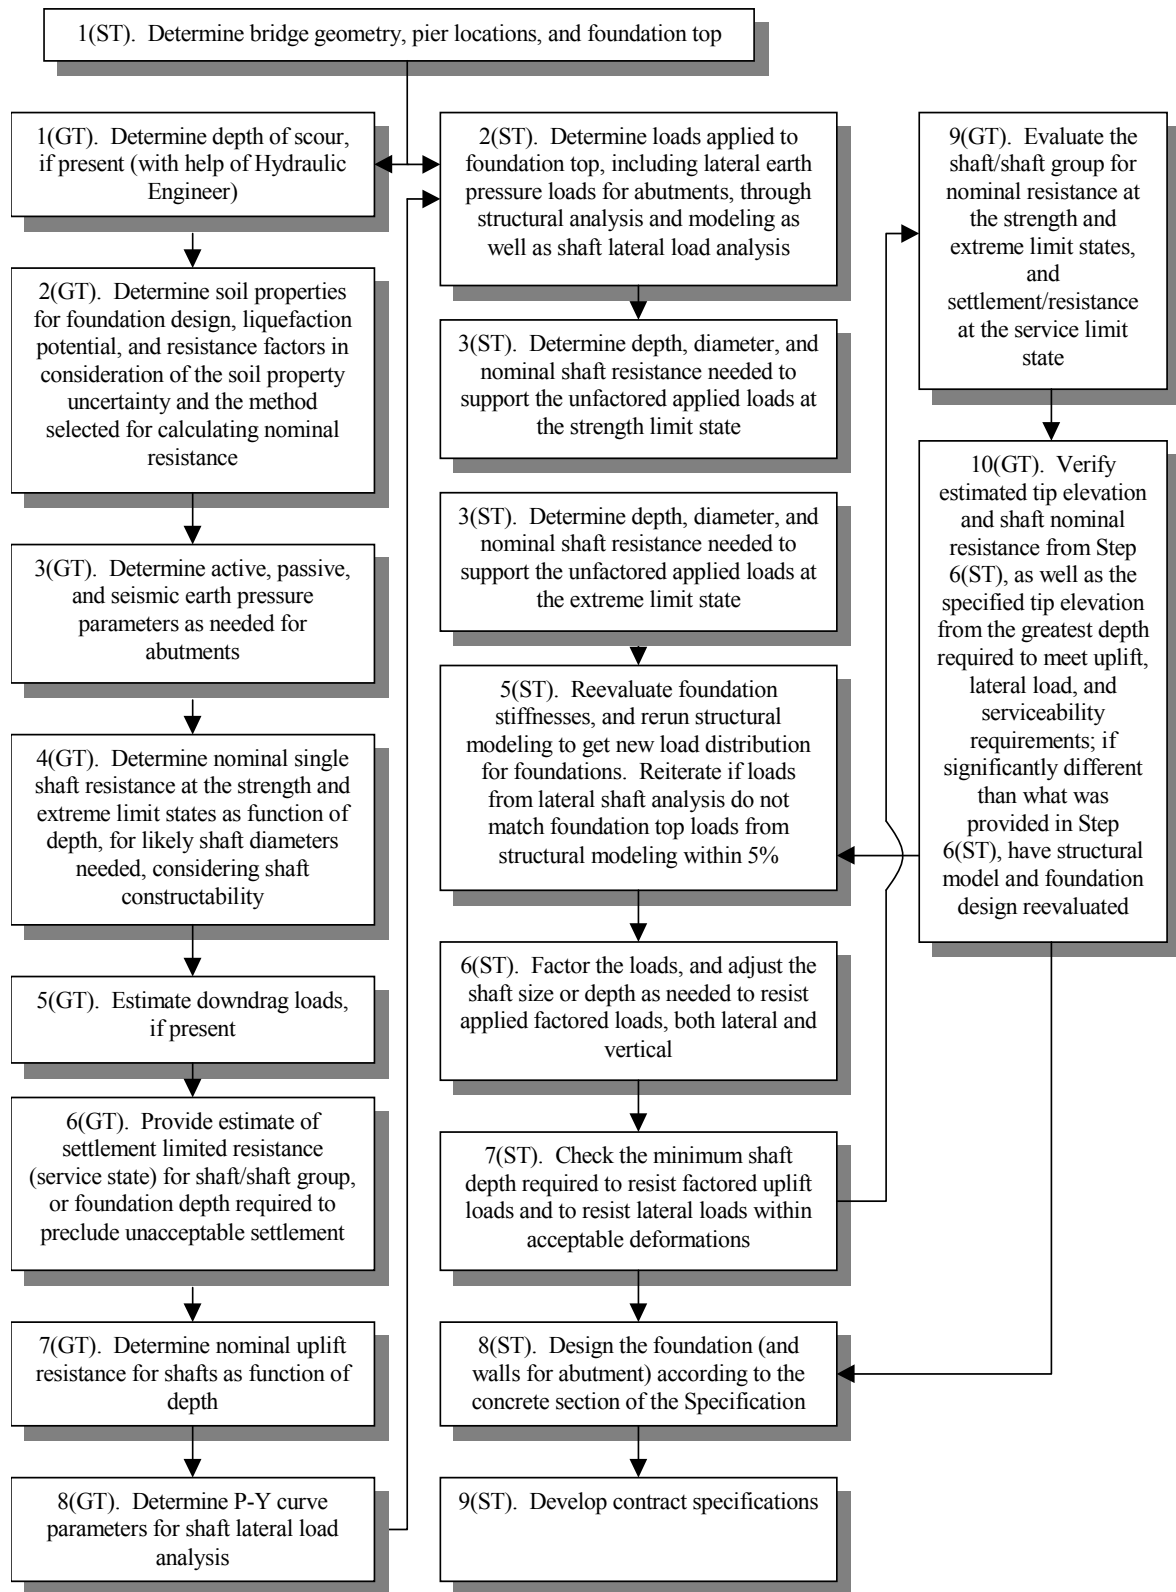 1(ST).  Determine bridge geometry, pier locations, and foundation top
1(GT).  Determine depth of scour,
if present (with help of Hydraulic
Engineer)
2(GT).  Determine soil properties
for foundation design, liquefaction
potential, and resistance factors in
consideration of the soil property
uncertainty and the method
selected for calculating nominal
resistance
3(GT).  Determine active, passive,
and seismic earth pressure
parameters as needed for
abutments
4(GT).  Determine nominal single
shaft resistance at the strength and
extreme limit states as function of
depth, for likely shaft diameters
needed, considering shaft
constructability
5(GT).  Estimate downdrag loads,
if present
6(GT).  Provide estimate of
settlement limited resistance
(service state) for shaft/shaft group,
or foundation depth required to
preclude unacceptable settlement
7(GT).  Determine nominal uplift
resistance for shafts as function of
depth
8(GT).  Determine P-Y curve
parameters for shaft lateral load
analysis
2(ST).  Determine loads applied to
foundation top, including lateral earth
pressure loads for abutments, through
structural analysis and modeling as
well as shaft lateral load analysis
3(ST).  Determine depth, diameter, and
nominal shaft resistance needed to
support the unfactored applied loads at
the strength limit state
3(ST).  Determine depth, diameter, and
nominal shaft resistance needed to
support the unfactored applied loads at
the extreme limit state
5(ST).  Reevaluate foundation
stiffnesses, and rerun structural
modeling to get new load distribution
for foundations.  Reiterate if loads
from lateral shaft analysis do not
match foundation top loads from
structural modeling within 5%
6(ST).  Factor the loads, and adjust the
shaft size or depth as needed to resist
applied factored loads, both lateral and
vertical
7(ST).  Check the minimum shaft
depth required to resist factored uplift
loads and to resist lateral loads within
acceptable deformations
8(ST).  Design the foundation (and
walls for abutment) according to the
concrete section of the Specification
9(ST).  Develop contract specifications
9(GT).  Evaluate the
shaft/shaft group for
nominal resistance at
the strength and
extreme limit states,
and
settlement/resistance
at the service limit
state
10(GT).  Verify
estimated tip elevation
and shaft nominal
resistance from Step
6(ST), as well as the
specified tip elevation
from the greatest depth
required to meet uplift,
lateral load, and
serviceability
requirements; if
significantly different
than what was
provided in Step
6(ST), have structural
model and foundation
design reevaluated